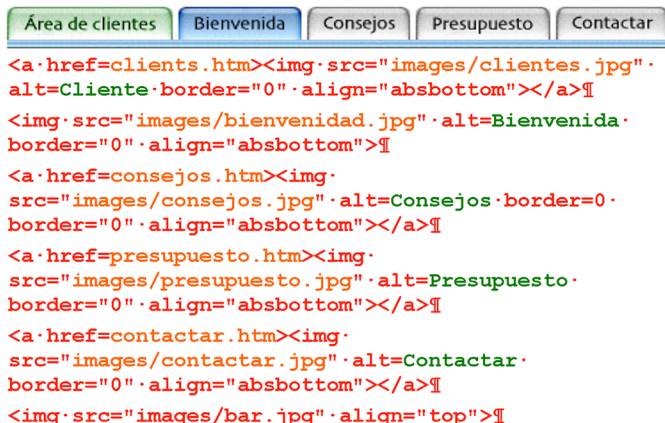 Área de clientes Bienvenida Consejos Presupuesto Contactar
<a·href=clients.htm><img·src="images/clientes.jpg"·
alt=Cliente·border="0"·align="absbottom"></a>¶
<img·src="images/bienvenidad.jpg"·alt=Bienvenida·
border="0"·align="absbottom">¶
<a·href=consejos.htm><img·
src="images/consejos.jpg"·alt=Consejos·border=0·
border="0"·align="absbottom"></a>¶
<a·href=presupuesto.htm><img·
src="images/presupuesto.jpg"·alt=Presupuesto·
border="0"·align="absbottom"></a>¶
<a·href=contactar.htm><img·
src="images/contactar.jpg"·alt=Contactar·
border="0"·align="absbottom"></a>¶
<img·src="images/bar.jpg"·align="top">¶